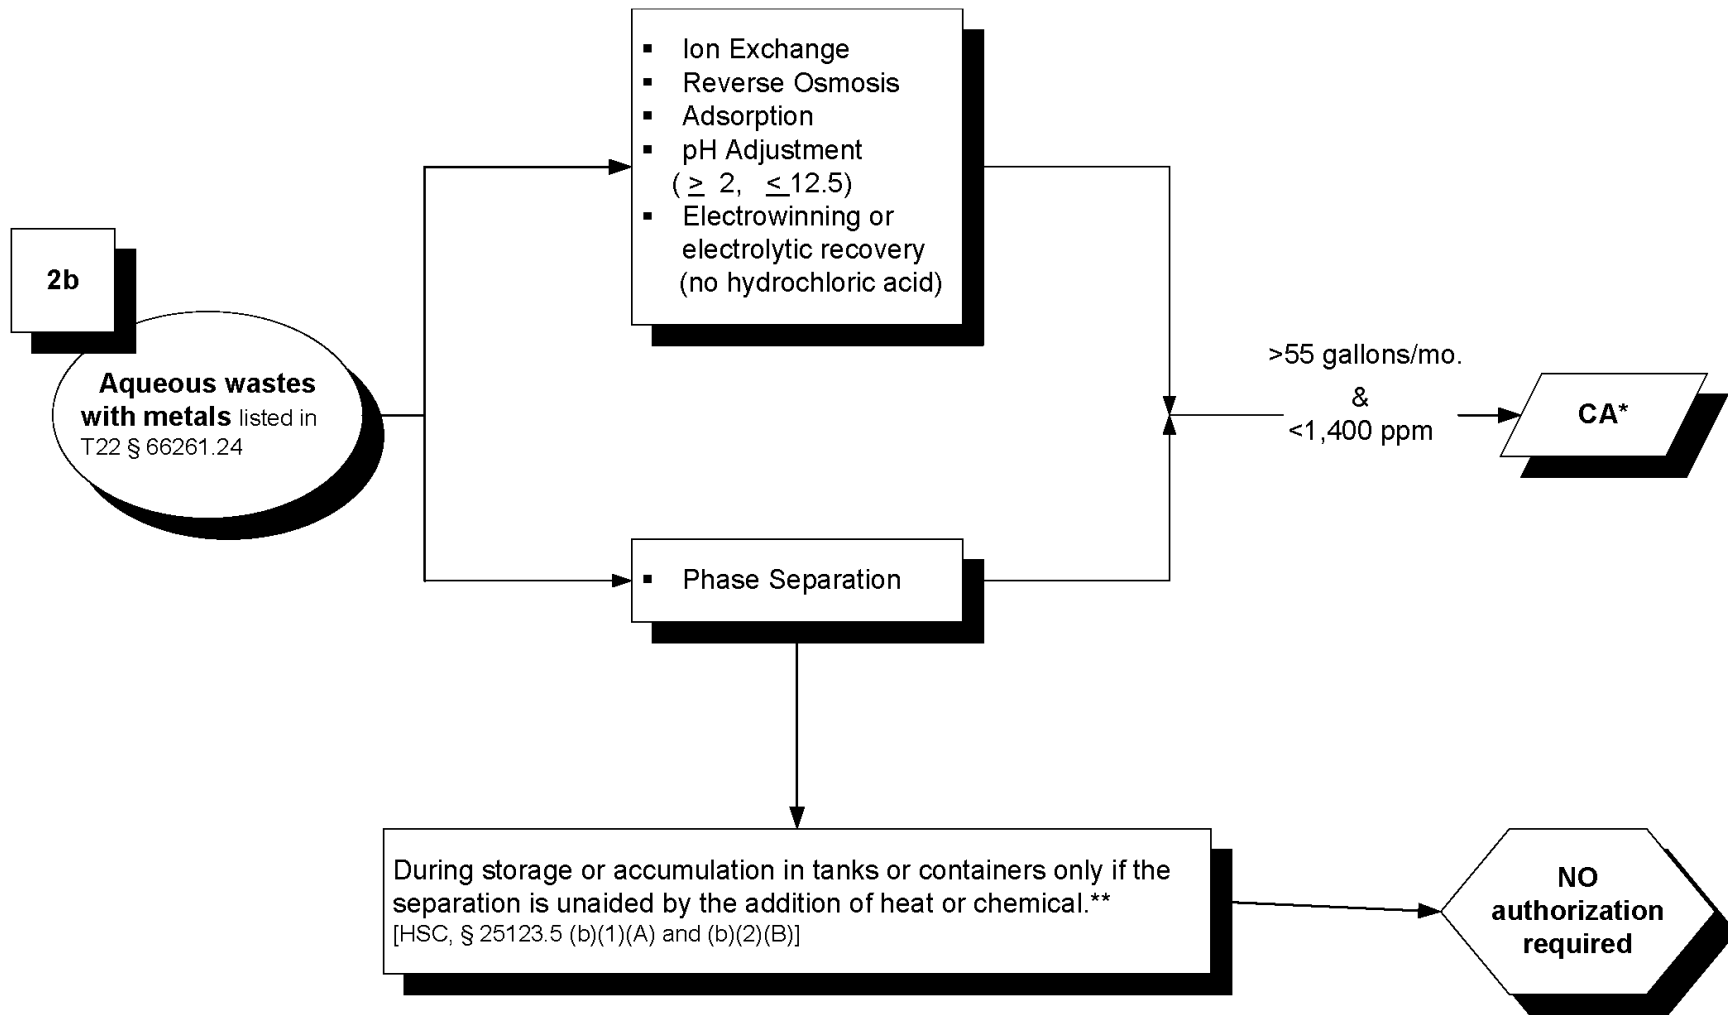 2b
Aqueous wastes
with metals listed in
T22 § 66261.24
▪ Ion Exchange
▪ Reverse Osmosis
▪ Adsorption
▪ pH Adjustment
( ≥ 2, ≤ 12.5)
▪ Electrowinning or
electrolytic recovery
(no hydrochloric acid)
▪ Phase Separation
>55 gallons/mo.
&
<1,400 ppm
CA*
During storage or accumulation in tanks or containers only if the
separation is unaided by the addition of heat or chemical.**
[HSC, § 25123.5 (b)(1)(A) and (b)(2)(B)]
NO
authorization
required